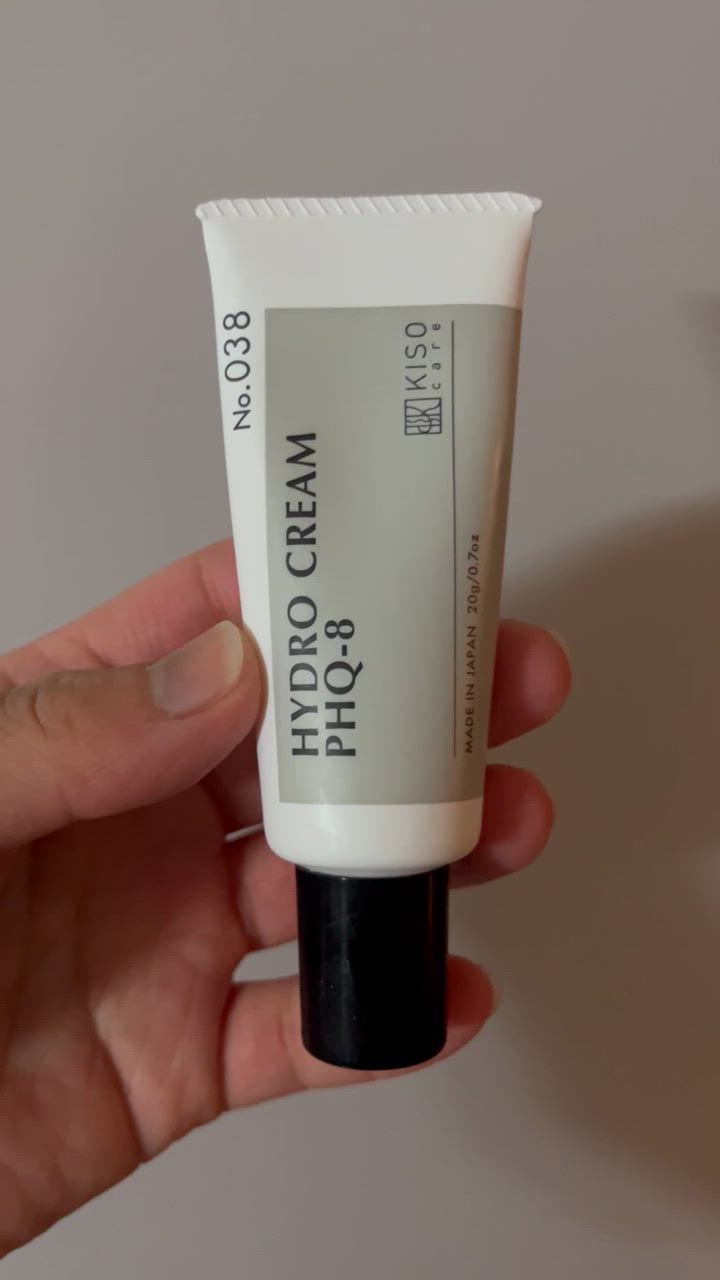 No.038
HYDRO CREAM
PHQ-8
KISO
care
MADE IN JAPAN 20g/0.7oz